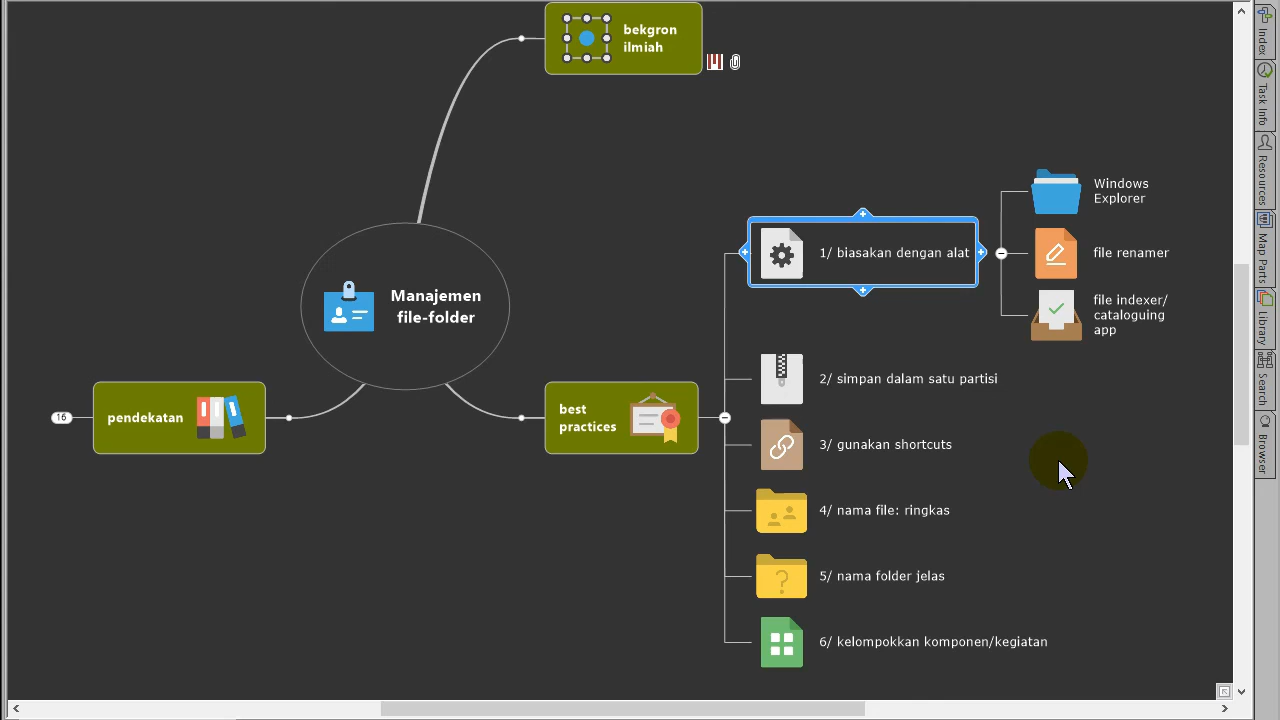 bekgron
ilmiah
Manajemen
file-folder
pendekatan
16
best
practices
1/ biasakan dengan alat
Windows
Explorer
file renamer
file indexer/
cataloguing
app
2/ simpan dalam satu partisi
3/ gunakan shortcuts
4/ nama file: ringkas
5/ nama folder jelas
6/ kelompokkan komponen/kegiatan
Index
Task Info
Resources
Map Parts
Library
Search
Browser